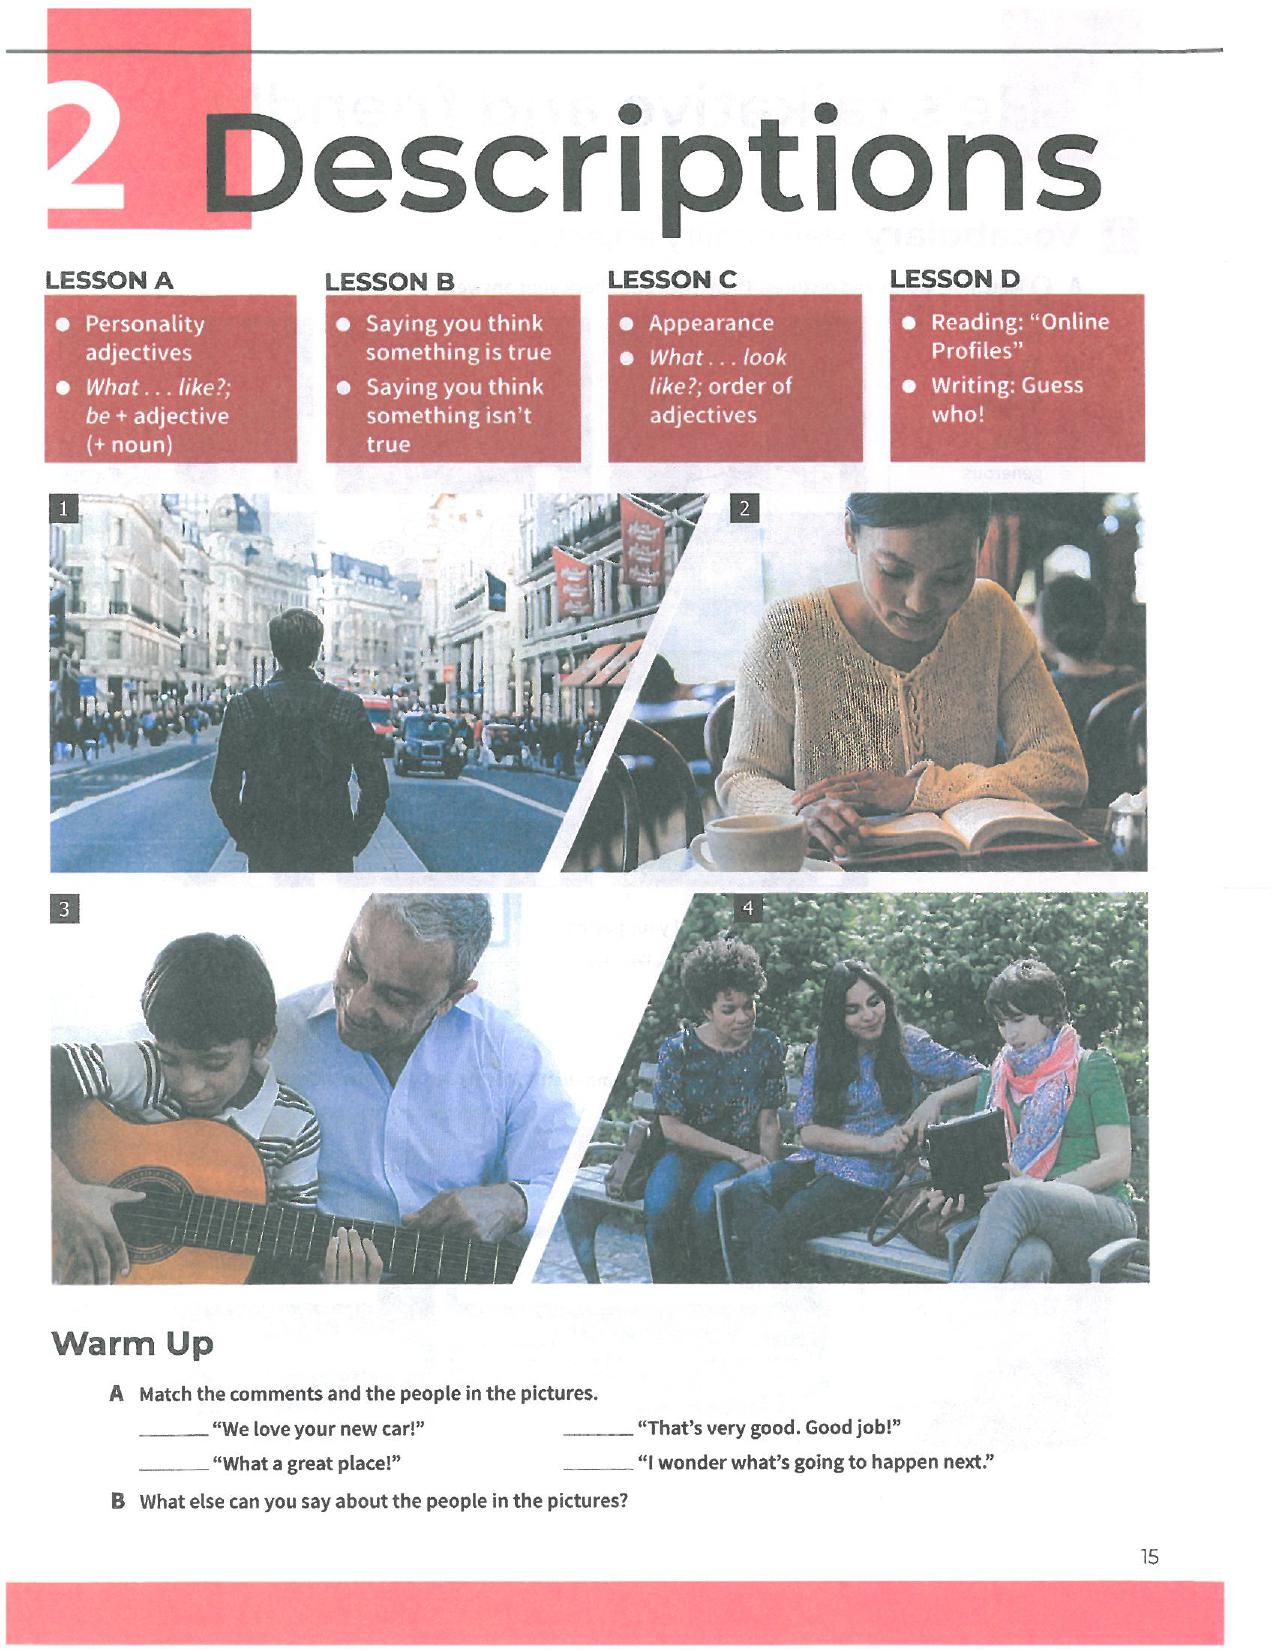 2 Descriptions
LESSON A
● Personality
adjectives
● What . . . like?;
be + adjective
(+ noun)
LESSON B
● Saying you think
something is true
● Saying you think
something isn't
true
LESSON C
● Appearance
● What . . . look
like?; order of
adjectives
LESSON D
● Reading: “Online
Profiles”
● Writing: Guess
who!
1
2
3
4
Warm Up
A Match the comments and the people in the pictures.
______ “We love your new car!”
______ “What a great place!”
______ “That's very good. Good job!”
______ “I wonder what's going to happen next.”
B What else can you say about the people in the pictures?
15